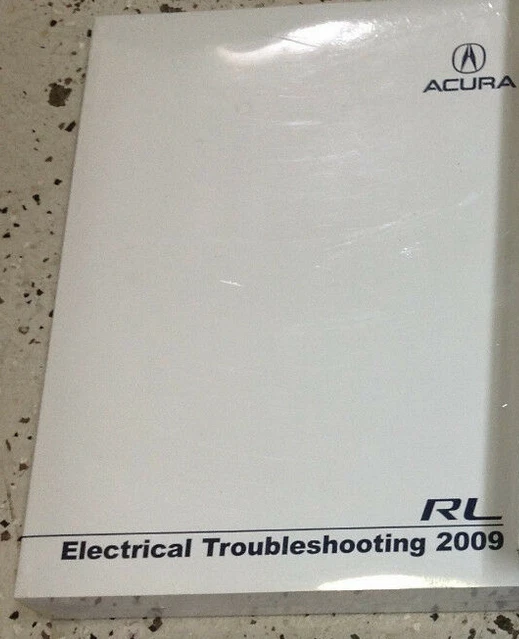 ACURA
RL
Electrical Troubleshooting 2009